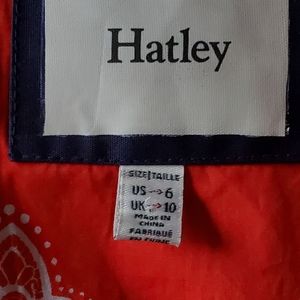 Hatley
SIZE|TAILLE
US→6
UK→10
MADE IN
CHINA
FABRIQUÉ
EN CHINE